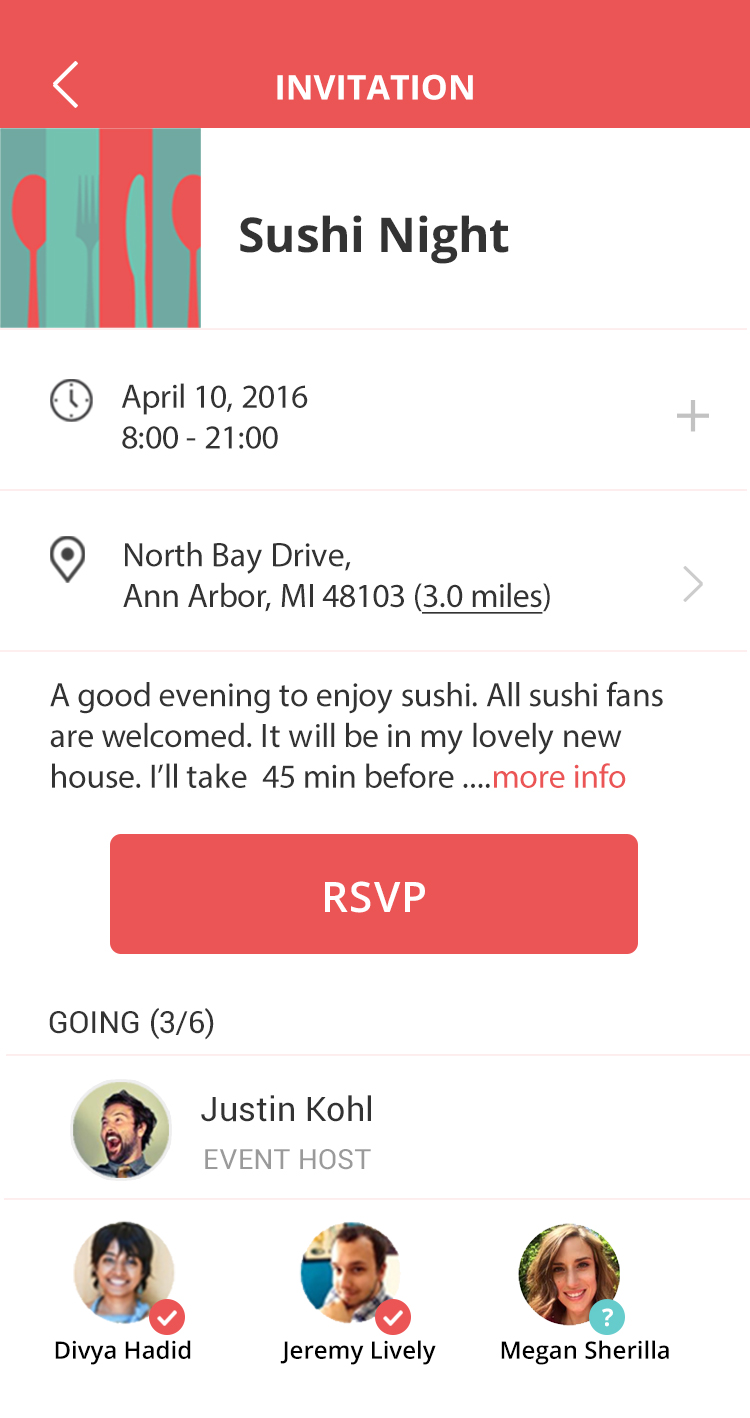 INVITATION
Sushi Night
April 10, 2016
8:00 - 21:00
North Bay Drive,
Ann Arbor, MI 48103 (3.0 miles)
A good evening to enjoy sushi. All sushi fans
are welcomed. It will be in my lovely new
house. I’ll take  45 min before ....more info
RSVP
GOING (3/6)
Justin Kohl
EVENT HOST
?
Divya Hadid Jeremy Lively Megan Sherilla